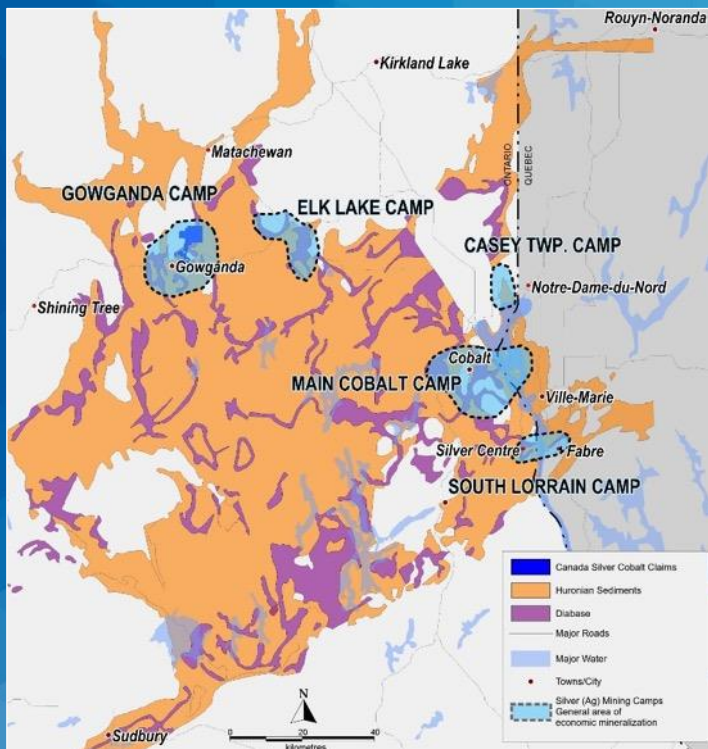 Rouyn-Noranda
Kirkland Lake
Matachewan
ONTARIO
QUEBEC
GOWGANDA CAMP
ELK LAKE CAMP
CASEY TWP. CAMP
Gowganda
Notre-Dame-du-Nord
Shining Tree
Cobalt
MAIN COBALT CAMP
Ville-Marie
Silver Centre
Fabre
SOUTH LORRAIN CAMP
Canada Silver Cobalt Claims
Huronian Sediments
Diabase
Major Roads
Major Water
Towns/City
Silver (Ag) Mining Camps
General area of
economic mineralization
N
Sudbury
0 20 40
kilometres